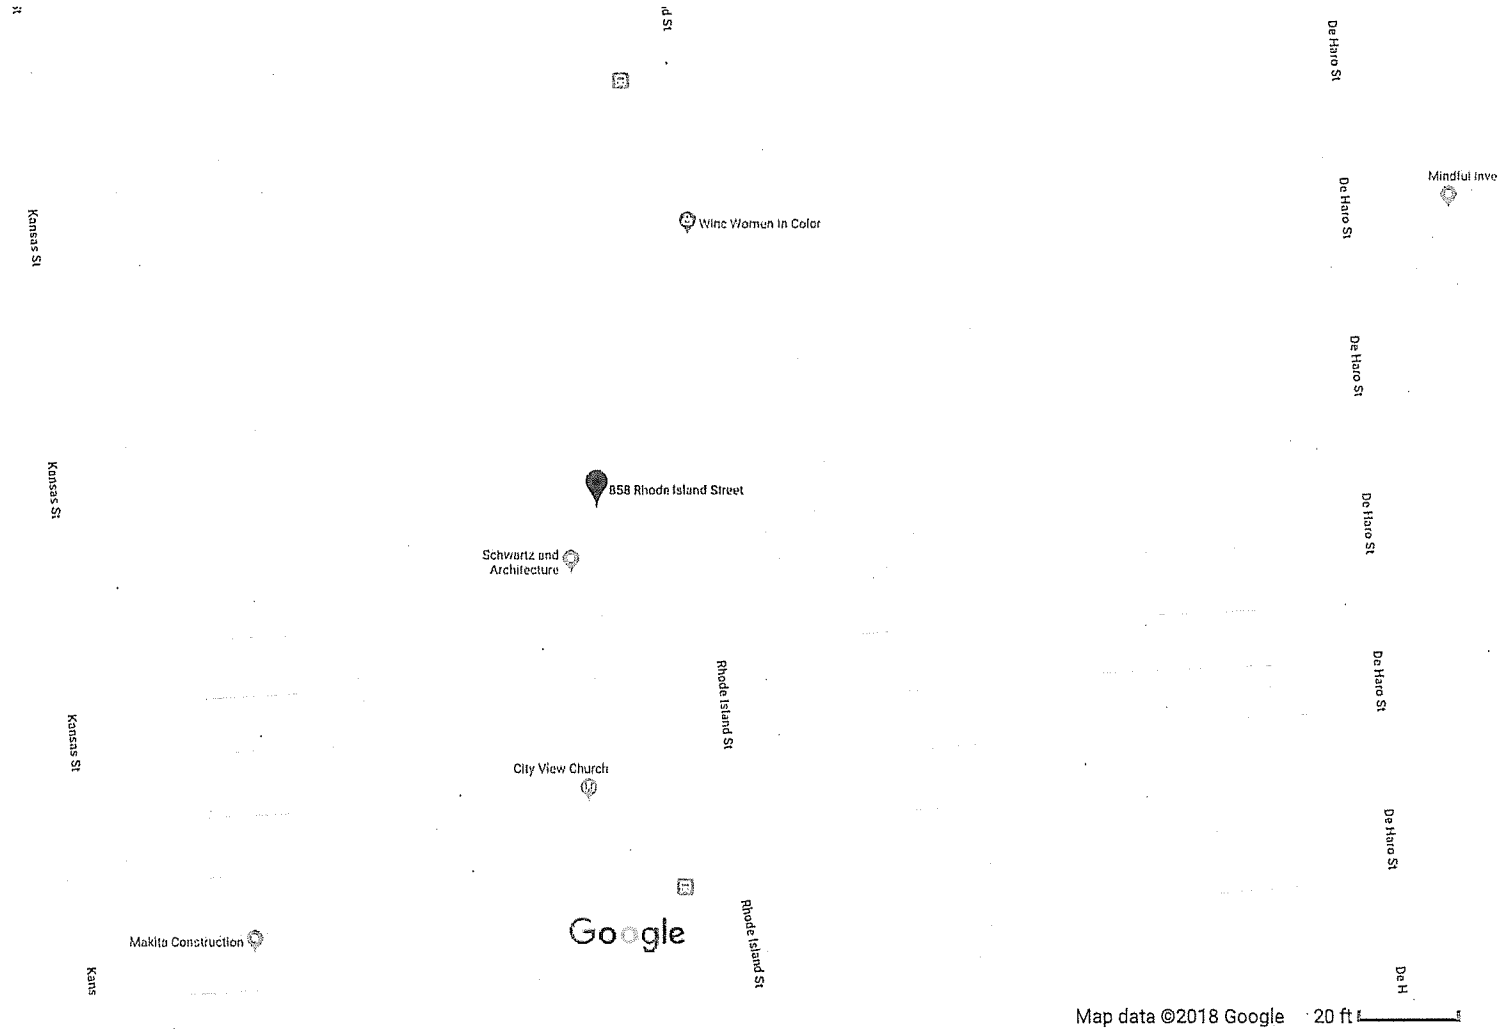 De Haro St
Mindful Inve
De Haro St
Kansas St
Wine Women in Color
De Haro St
Kansas St
858 Rhode Island Street
De Haro St
Schwartz and
Architecture
De Haro St
Rhode Island St
Kansas St
City View Church
De Haro St
Google
Rhode Island St
Makita Construction
Kans
De H
Map data ©2018 Google 20 ft